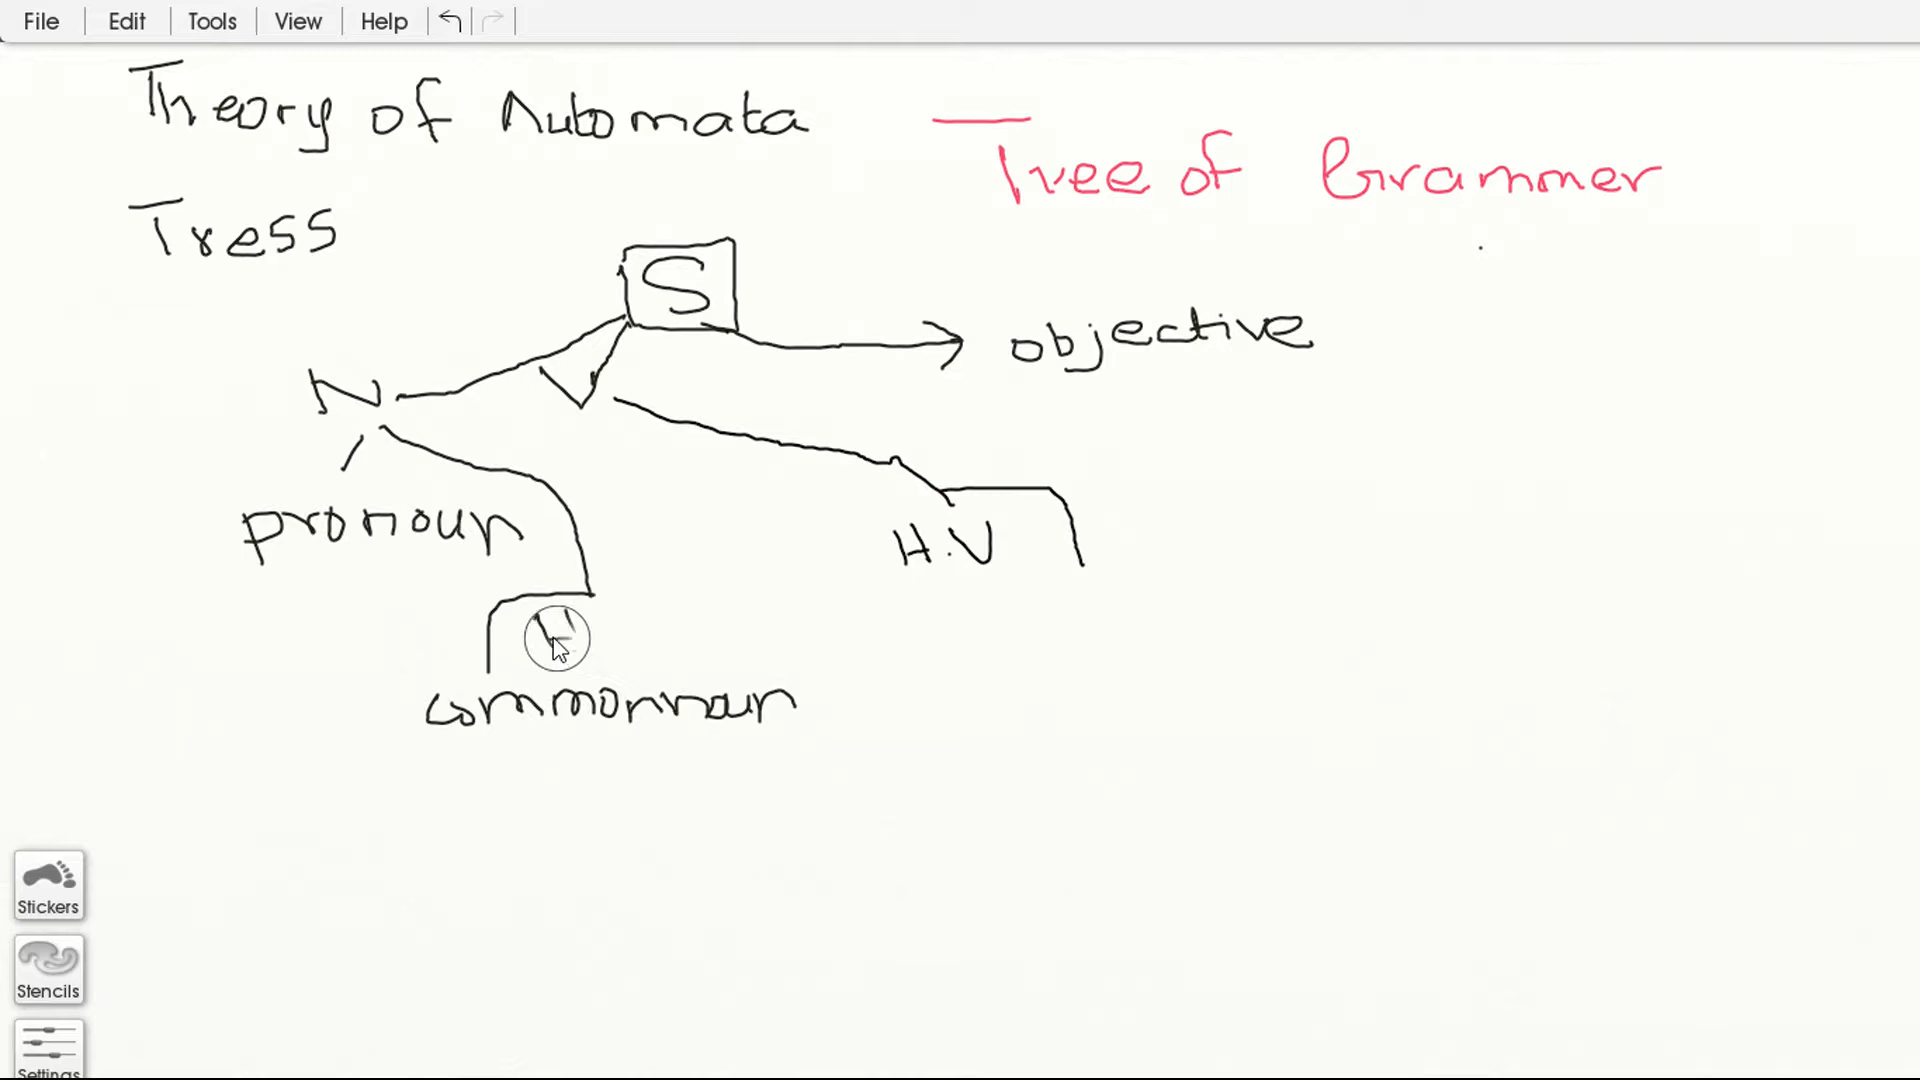 File Edit Tools View Help
Theory of Automata
Tree of Grammer
Tress
S
objective
N V
pronoun
H.V
commonnoun
Stickers
Stencils
Settings